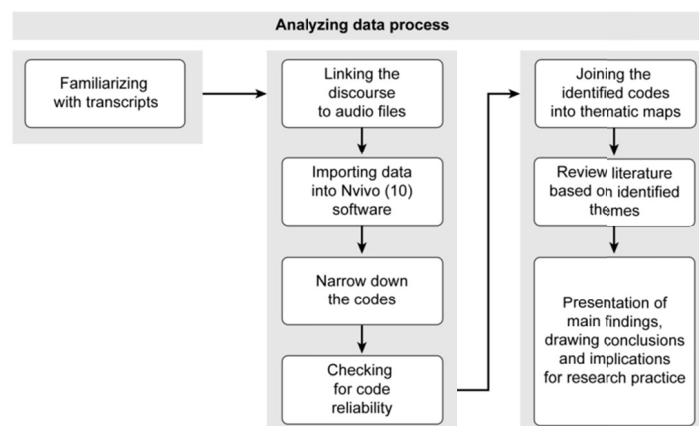 Analyzing data process
Familiarizing
with transcripts
Linking the
discourse
to audio files
Importing data
into Nvivo (10)
software
Narrow down
the codes
Checking
for code
reliability
Joining the
identified codes
into thematic maps
Review literature
based on identified
themes
Presentation of
main findings,
drawing conclusions
and implications
for research practice